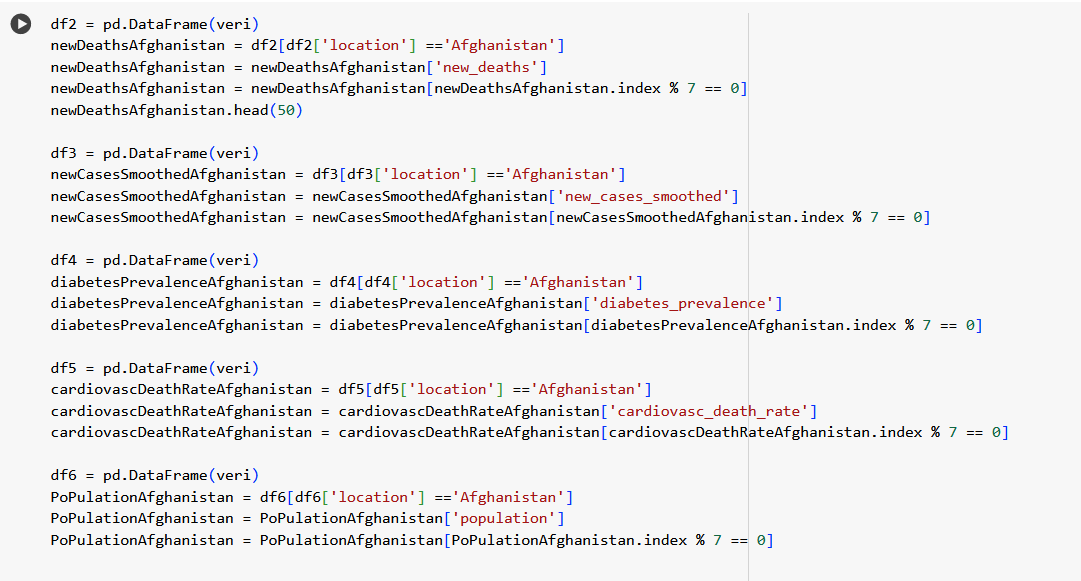 df2 = pd.DataFrame(veri)
newDeathsAfghanistan = df2[df2['location'] =='Afghanistan']
newDeathsAfghanistan = newDeathsAfghanistan['new_deaths']
newDeathsAfghanistan = newDeathsAfghanistan[newDeathsAfghanistan.index % 7 == 0]
newDeathsAfghanistan.head(50)

df3 = pd.DataFrame(veri)
newCasesSmoothedAfghanistan = df3[df3['location'] =='Afghanistan']
newCasesSmoothedAfghanistan = newCasesSmoothedAfghanistan['new_cases_smoothed']
newCasesSmoothedAfghanistan = newCasesSmoothedAfghanistan[newCasesSmoothedAfghanistan.index % 7 == 0]

df4 = pd.DataFrame(veri)
diabetesPrevalenceAfghanistan = df4[df4['location'] =='Afghanistan']
diabetesPrevalenceAfghanistan = diabetesPrevalenceAfghanistan['diabetes_prevalence']
diabetesPrevalenceAfghanistan = diabetesPrevalenceAfghanistan[diabetesPrevalenceAfghanistan.index % 7 == 0]

df5 = pd.DataFrame(veri)
cardiovascDeathRateAfghanistan = df5[df5['location'] =='Afghanistan']
cardiovascDeathRateAfghanistan = cardiovascDeathRateAfghanistan['cardiovasc_death_rate']
cardiovascDeathRateAfghanistan = cardiovascDeathRateAfghanistan[cardiovascDeathRateAfghanistan.index % 7 == 0]

df6 = pd.DataFrame(veri)
PoPulationAfghanistan = df6[df6['location'] =='Afghanistan']
PoPulationAfghanistan = PoPulationAfghanistan['population']
PoPulationAfghanistan = PoPulationAfghanistan[PoPulationAfghanistan.index % 7 == 0]